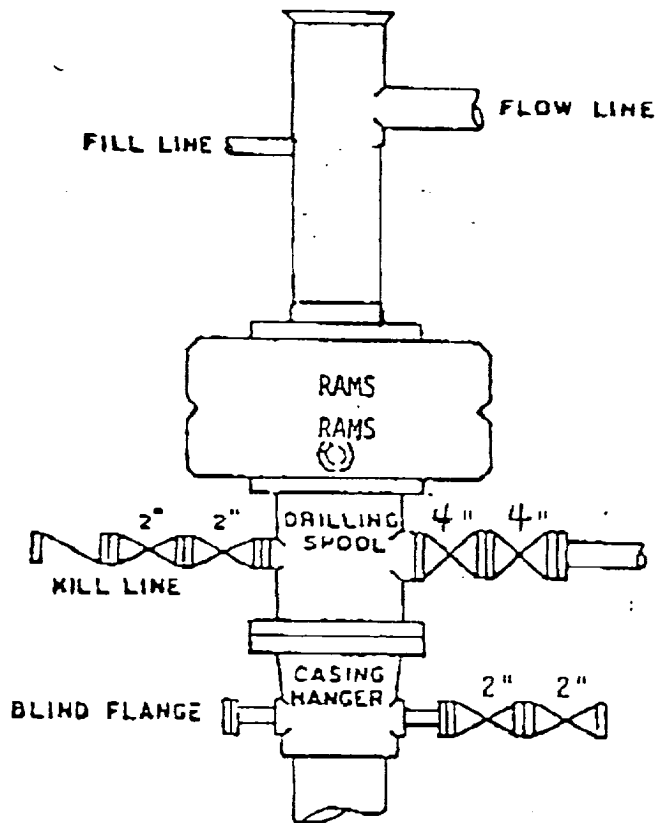 FLOW LINE
FILL LINE
RAMS
RAMS
2" 2"
DRILLING
SPOOL
4" 4"
KILL LINE
CASING
HANGER
2" 2"
BLIND FLANGE